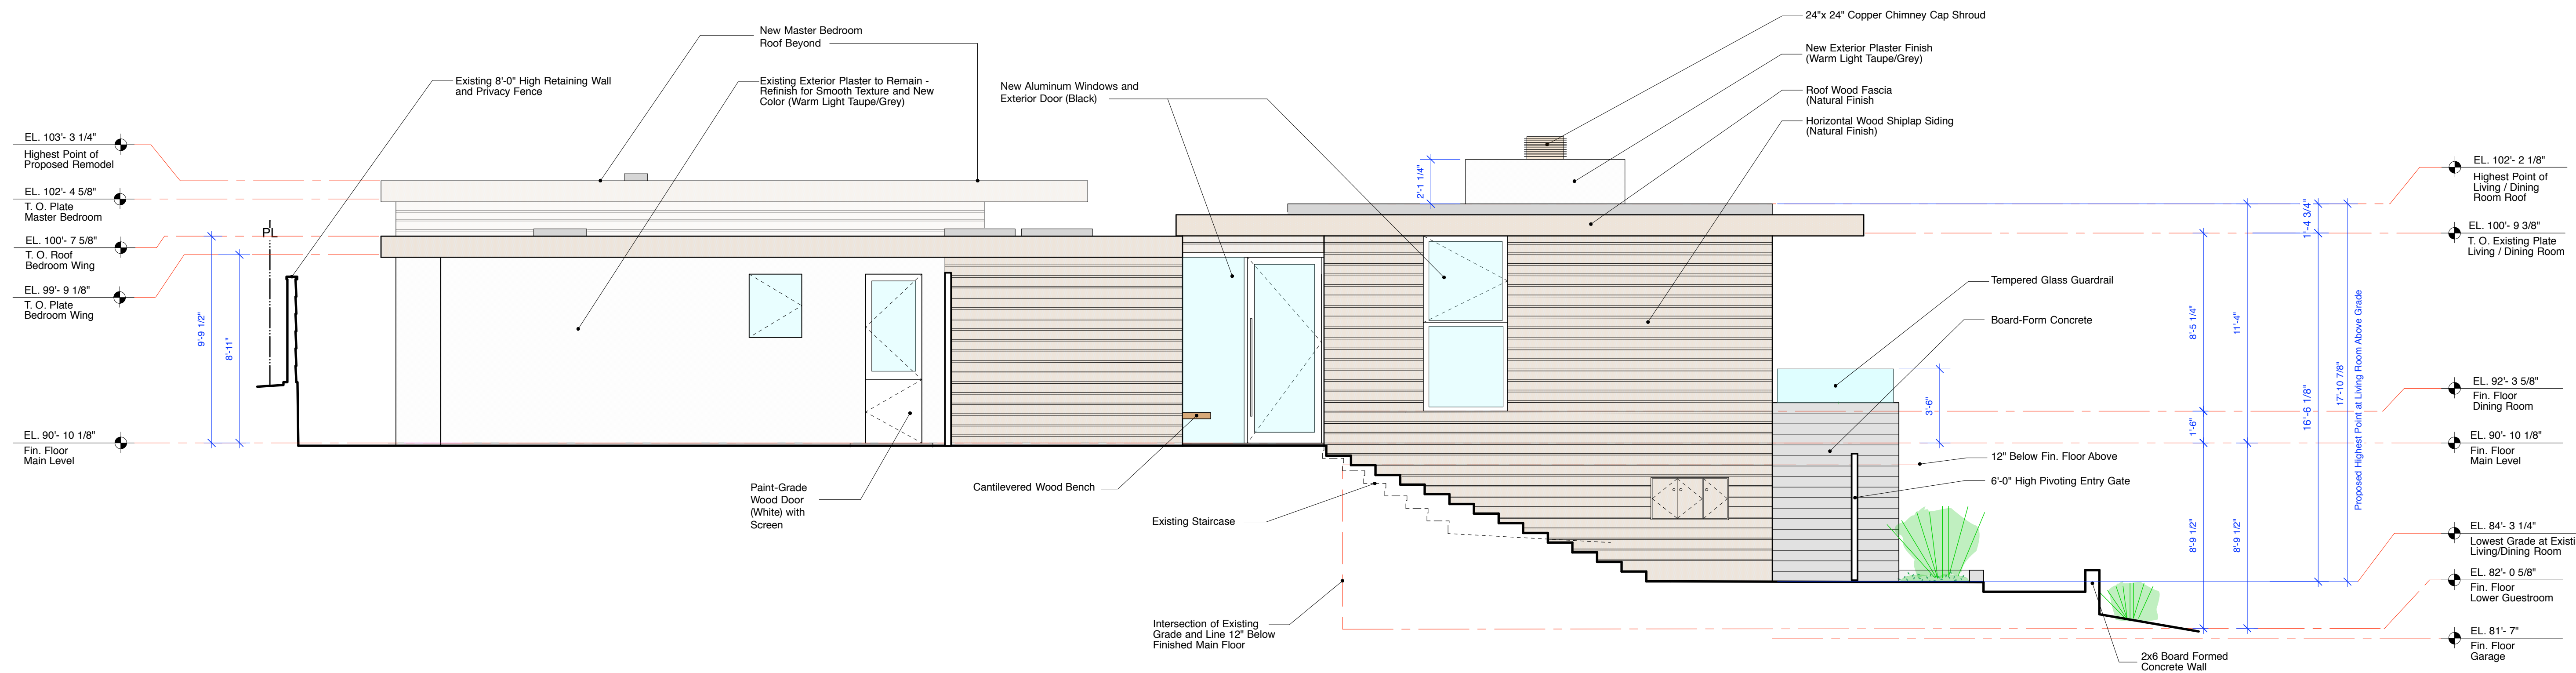 24"x 24" Copper Chimney Cap Shroud
New Master Bedroom
Roof Beyond
New Exterior Plaster Finish
(Warm Light Taupe/Grey)
Existing 8'-0" High Retaining Wall
and Privacy Fence
Existing Exterior Plaster to Remain -
Refinish for Smooth Texture and New
Color (Warm Light Taupe/Grey)
New Aluminum Windows and
Exterior Door (Black)
Roof Wood Fascia
(Natural Finish
Horizontal Wood Shiplap Siding
(Natural Finish)
EL. 103'- 3 1/4"
Highest Point of
Proposed Remodel
EL. 102'- 4 5/8"
T. O. Plate
Master Bedroom
EL. 100'- 7 5/8"
T. O. Roof
Bedroom Wing
EL. 99'- 9 1/8"
T. O. Plate
Bedroom Wing
EL. 90'- 10 1/8"
Fin. Floor
Main Level
PL
9'-9 1/2"
8'-11"
2'-1 1/4"
Paint-Grade
Wood Door
(White) with
Screen
Cantilevered Wood Bench
Existing Staircase
Intersection of Existing
Grade and Line 12" Below
Finished Main Floor
Tempered Glass Guardrail
Board-Form Concrete
3'-6"
12" Below Fin. Floor Above
6'-0" High Pivoting Entry Gate
2x6 Board Formed
Concrete Wall
8'-5 1/4"
1'-6"
8'-9 1/2"
11'-4"
8'-9 1/2"
1'-4 3/4"
16'-6 1/8"
17'-10 7/8"
Proposed Highest Point at Living Room Above Grade
EL. 102'- 2 1/8"
Highest Point of
Living / Dining
Room Roof
EL. 100'- 9 3/8"
T. O. Existing Plate
Living / Dining Room
EL. 92'- 3 5/8"
Fin. Floor
Dining Room
EL. 90'- 10 1/8"
Fin. Floor
Main Level
EL. 84'- 3 1/4"
Lowest Grade at Existi
Living/Dining Room
EL. 82'- 0 5/8"
Fin. Floor
Lower Guestroom
EL. 81'- 7"
Fin. Floor
Garage